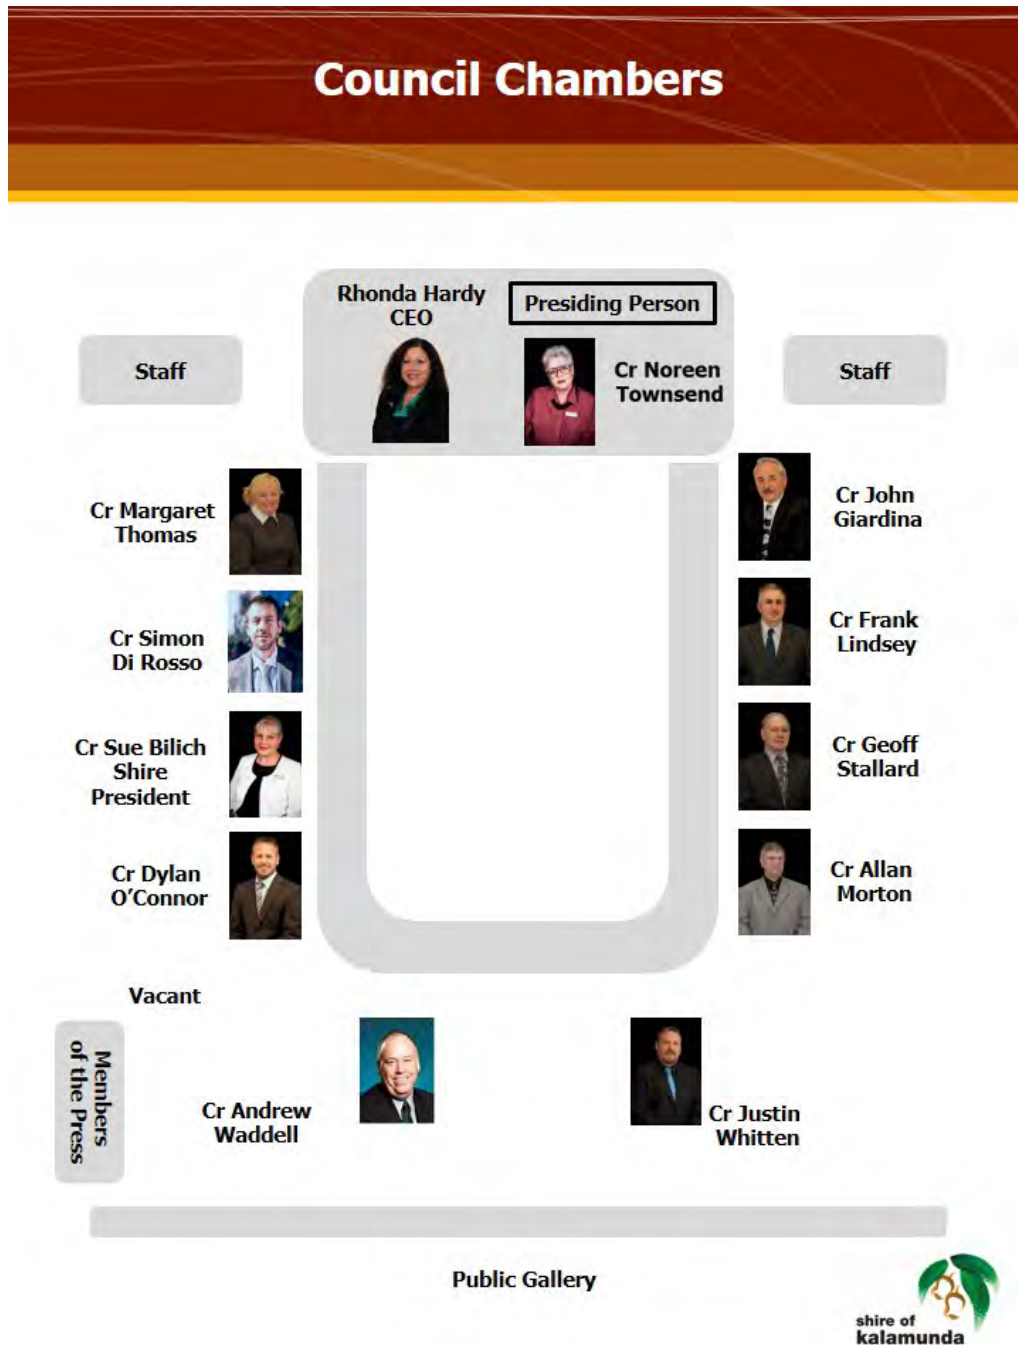 Council Chambers
Rhonda Hardy
CEO
Presiding Person
Cr Noreen
Townsend
Staff
Staff
Cr Margaret
Thomas
Cr John
Giardina
Cr Simon
Di Rosso
Cr Frank
Lindsey
Cr Sue Bilich
Shire
President
Cr Geoff
Stallard
Cr Dylan
O’Connor
Cr Allan
Morton
Vacant
Members
of the Press
Cr Andrew
Waddell
Cr Justin
Whitten
Public Gallery
shire of
kalamunda